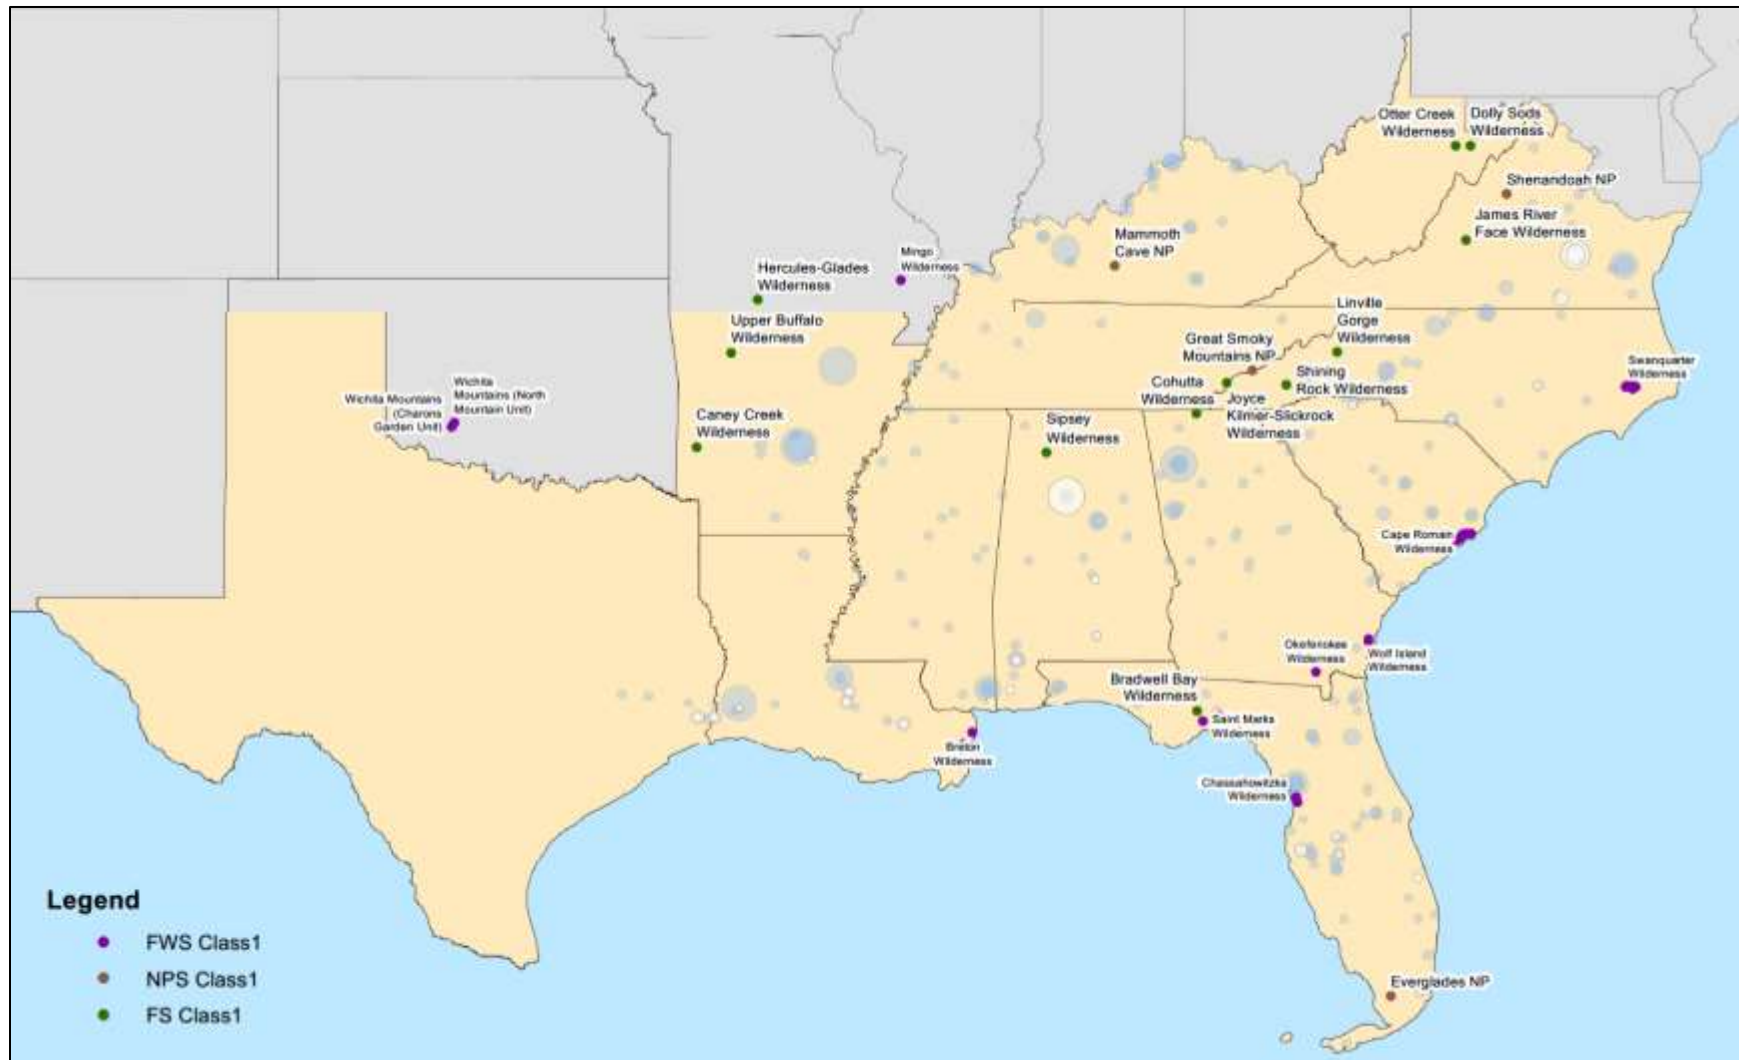 Otter Creek
Wilderness
Dolly Sods
Wilderness
Shenandoah NP
James River
Face Wilderness
Mammoth
Cave NP
Mingo
Wilderness
Hercules-Glades
Wilderness
Upper Buffalo
Wilderness
Linville
Gorge
Wilderness
Great Smoky
Mountains NP
Shining
Rock Wilderness
Swanquarter
Wilderness
Cohutta
Wilderness
Joyce
Kilmer-Slickrock
Wilderness
Wichita Mountains
(Charons
Garden Unit)
Wichita
Mountains (North
Mountain Unit)
Caney Creek
Wilderness
Sipsey
Wilderness
Cape Romain
Wilderness
Okefenokee
Wilderness
Wolf Island
Wilderness
Bradwell Bay
Wilderness
Saint Marks
Wilderness
Breton
Wilderness
Chassahowitzka
Wilderness
Everglades NP
Legend
FWS Class1
NPS Class1
FS Class1